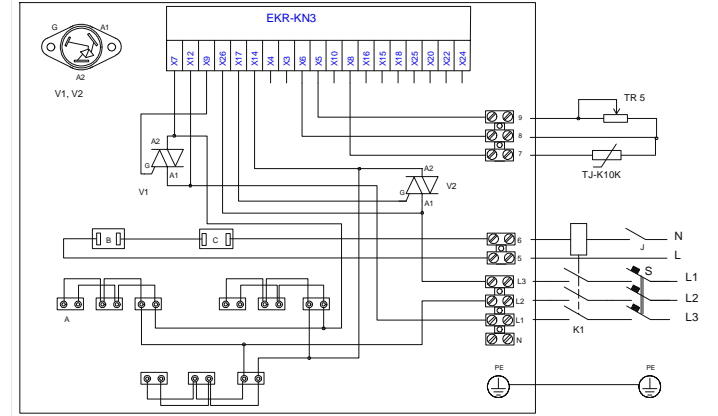 EKR-KN3
X7 X12 X9 X26 X17 X14 X4 X3 X6 X5 X10 X8 X16 X15 X18 X25 X20 X22 X24
G A1
A2
V1, V2
9 TR 5
8
7
TJ-K10K
A2
G
A1
V1
A2
V2
G
A1
B C
6 J N
5 L
L3 S L1
L2 L2
L1 L3
K1
N
A
PE PE